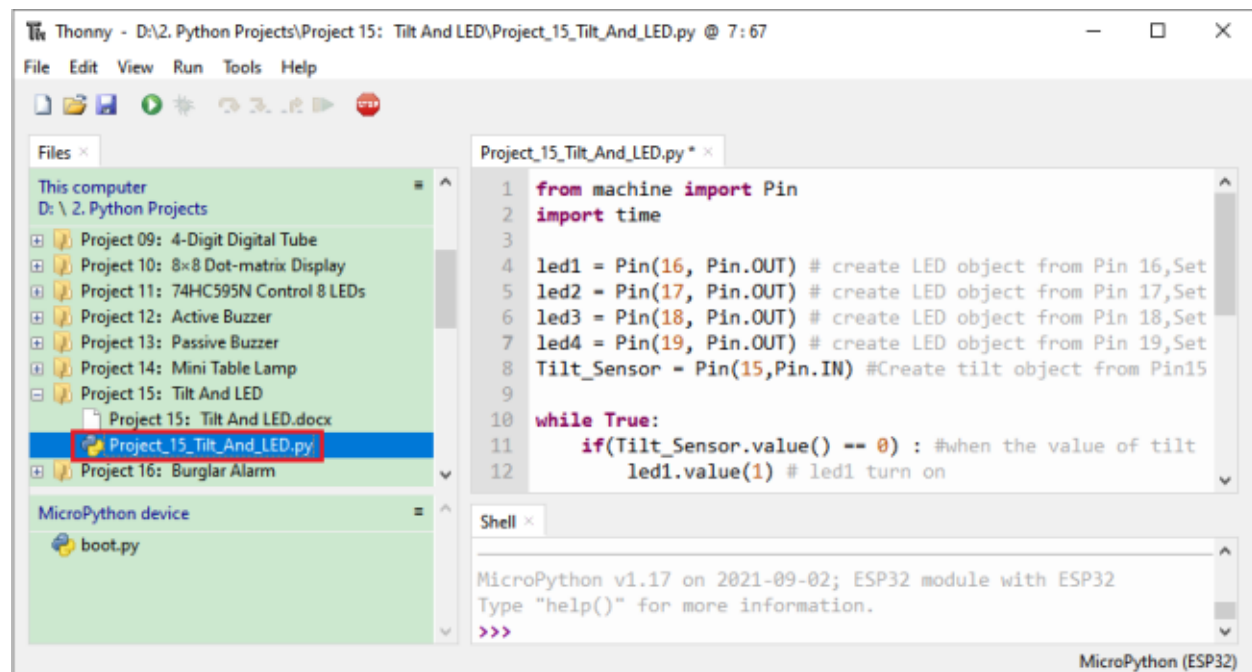 Thonny - D:\2. Python Projects\Project 15: Tilt And LED\Project_15_Tilt_And_LED.py @ 7:67
File Edit View Run Tools Help
STOP
Files ×
This computer
D: \ 2. Python Projects
Project 09: 4-Digit Digital Tube
Project 10: 8×8 Dot-matrix Display
Project 11: 74HC595N Control 8 LEDs
Project 12: Active Buzzer
Project 13: Passive Buzzer
Project 14: Mini Table Lamp
Project 15: Tilt And LED
Project 15: Tilt And LED.docx
Project_15_Tilt_And_LED.py
Project 16: Burglar Alarm
MicroPython device
boot.py
Project_15_Tilt_And_LED.py * ×
1 from machine import Pin
2 import time
3
4 led1 = Pin(16, Pin.OUT) # create LED object from Pin 16,Set
5 led2 = Pin(17, Pin.OUT) # create LED object from Pin 17,Set
6 led3 = Pin(18, Pin.OUT) # create LED object from Pin 18,Set
7 led4 = Pin(19, Pin.OUT) # create LED object from Pin 19,Set
8 Tilt_Sensor = Pin(15,Pin.IN) #Create tilt object from Pin15
9
10 while True:
11     if(Tilt_Sensor.value() == 0) : #when the value of tilt
12         led1.value(1) # led1 turn on
Shell ×
MicroPython v1.17 on 2021-09-02; ESP32 module with ESP32
Type "help()" for more information.
>>>
MicroPython (ESP32)